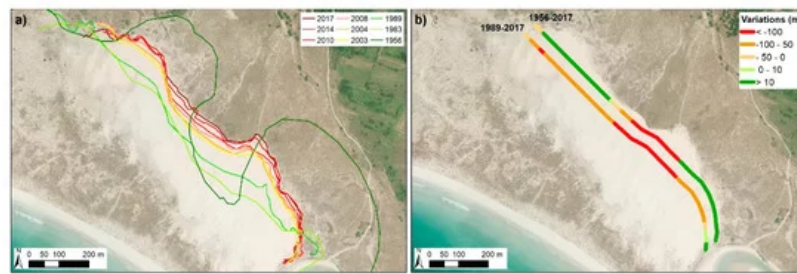 a)
2017 2008 1989
2014 2004 1983
2010 2003 1956
N
0 50 100 200 m
b)
1956-2017
1989-2017
Variations (m
< -100
-100 - 50
- 50 - 0
0 - 10
> 10
N
0 50 100 200 m